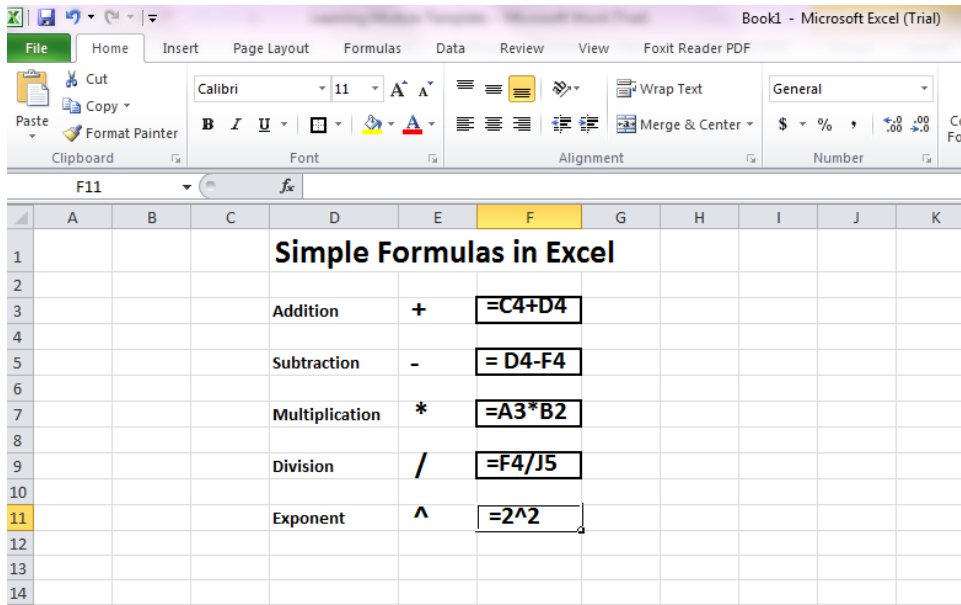 Book1 - Microsoft Excel (Trial)
File Home Insert Page Layout Formulas Data Review View Foxit Reader PDF
Paste
Cut
Copy
Format Painter
Clipboard
Calibri 11
B I U A
Font
Wrap Text
Merge & Center
Alignment
General
$ % ,
Number
F11 fx
A B C D E F G H I J K
1 Simple Formulas in Excel
2
3 Addition + =C4+D4
4
5 Subtraction - = D4-F4
6
7 Multiplication * =A3*B2
8
9 Division / =F4/J5
10
11 Exponent ^ =2^2
12
13
14